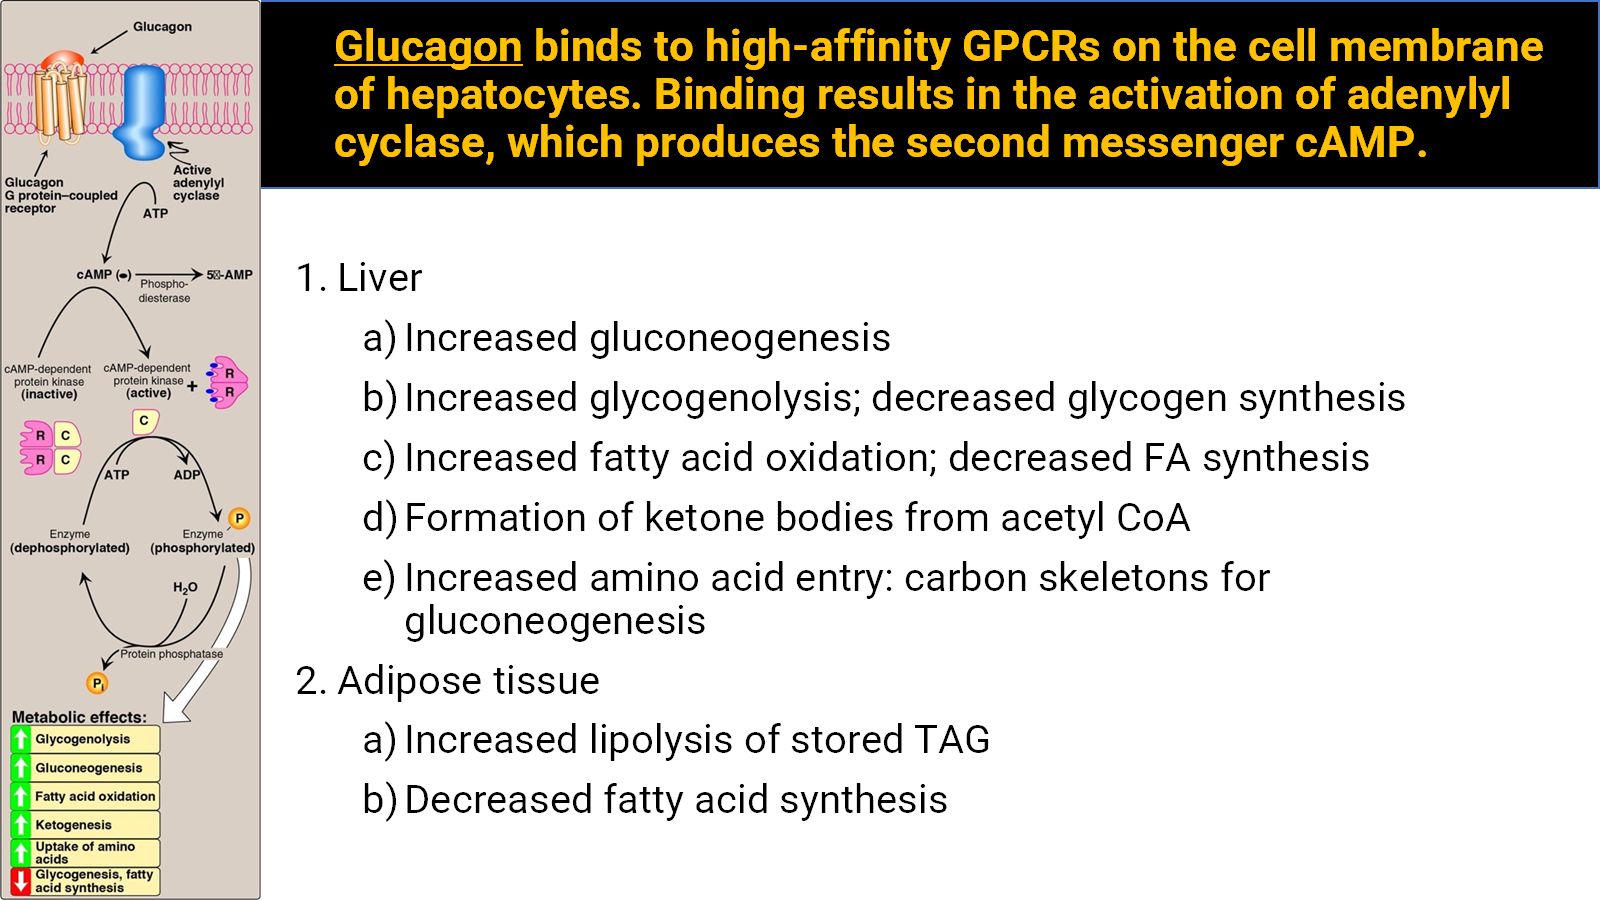 Glucagon binds to high-affinity GPCRs on the cell membrane
of hepatocytes. Binding results in the activation of adenylyl
cyclase, which produces the second messenger cAMP.
1. Liver
a) Increased gluconeogenesis
b) Increased glycogenolysis; decreased glycogen synthesis
c) Increased fatty acid oxidation; decreased FA synthesis
d) Formation of ketone bodies from acetyl CoA
e) Increased amino acid entry: carbon skeletons for
gluconeogenesis
2. Adipose tissue
a) Increased lipolysis of stored TAG
b) Decreased fatty acid synthesis
Glucagon
Glucagon
G protein–coupled
receptor
Active
adenylyl
cyclase
ATP
cAMP (•)
Phospho-
diesterase
5-AMP
cAMP-dependent
protein kinase
(inactive)
cAMP-dependent
protein kinase
(active)
+
R
R
C
R C
R C
ATP
ADP
P
Enzyme
(dephosphorylated)
Enzyme
(phosphorylated)
H₂O
Protein phosphatase
Pi
Metabolic effects:
Glycogenolysis
Gluconeogenesis
Fatty acid oxidation
Ketogenesis
Uptake of amino
acids
Glycogenesis, fatty
acid synthesis